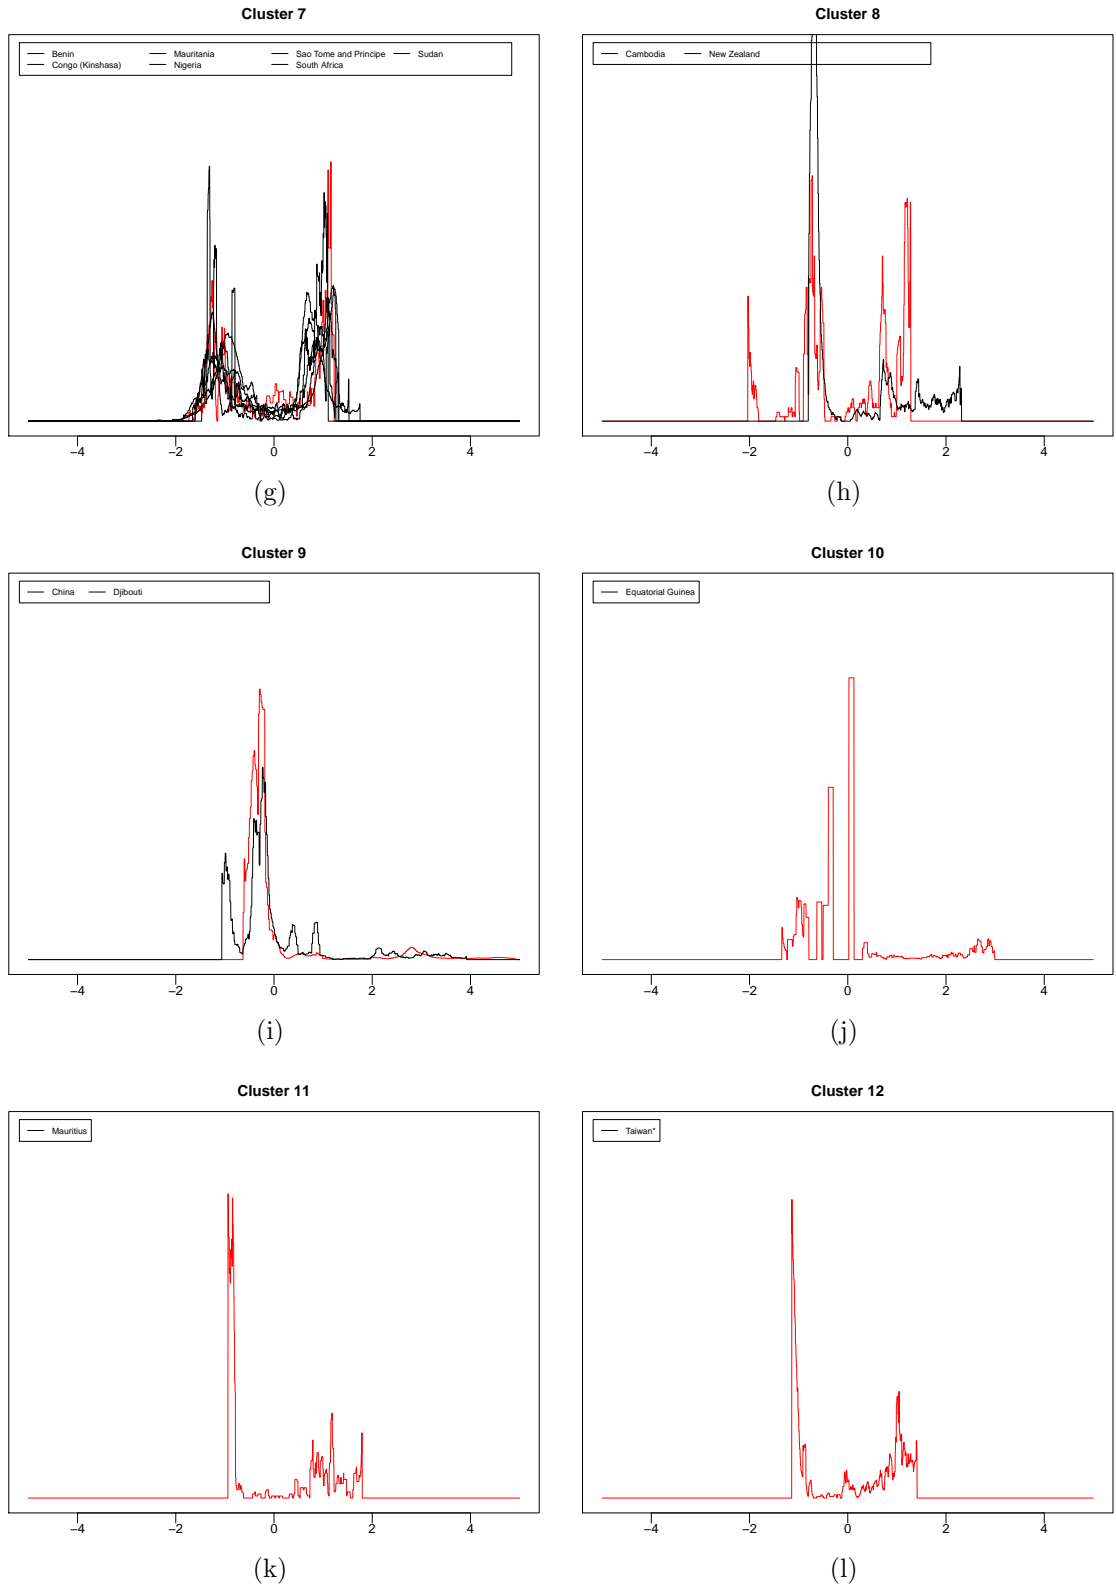 Cluster 7
Benin Mauritania Sao Tome and Principe Sudan
Congo (Kinshasa) Nigeria South Africa
−4 −2 0 2 4
(g)
Cluster 8
Cambodia New Zealand
−4 −2 0 2 4
(h)
Cluster 9
China Djibouti
−4 −2 0 2 4
(i)
Cluster 10
Equatorial Guinea
−4 −2 0 2 4
(j)
Cluster 11
Mauritius
−4 −2 0 2 4
(k)
Cluster 12
Taiwan*
−4 −2 0 2 4
(l)